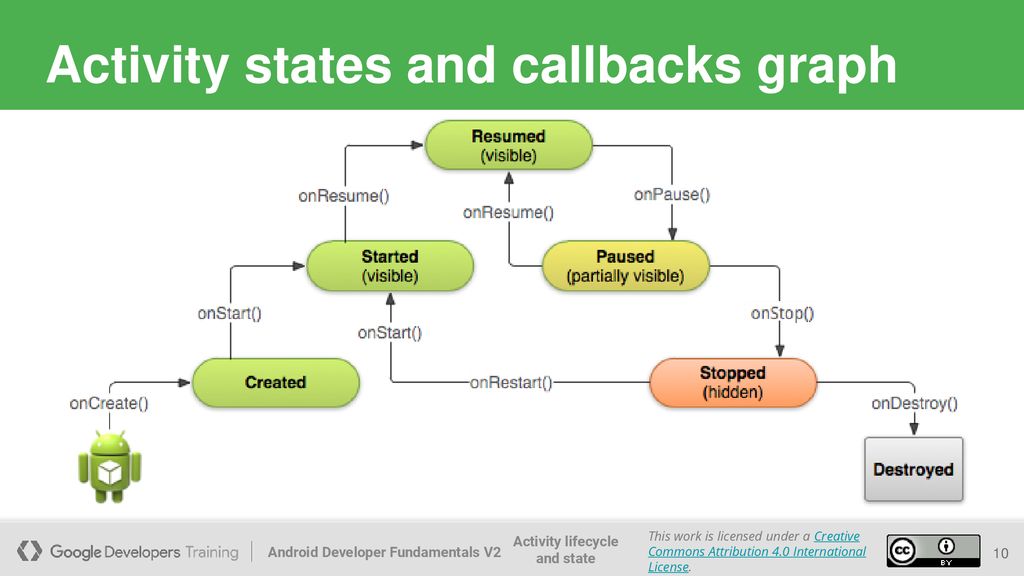 Activity states and callbacks graph
Resumed
(visible)
onResume()
onPause()
onResume()
Started
(visible)
Paused
(partially visible)
onStart()
onStart()
onStop()
Created
onRestart()
Stopped
(hidden)
onCreate()
onDestroy()
Destroyed
Google Developers Training
Android Developer Fundamentals V2
Activity lifecycle
and state
This work is licensed under a Creative
Commons Attribution 4.0 International
License.
cc
BY
10